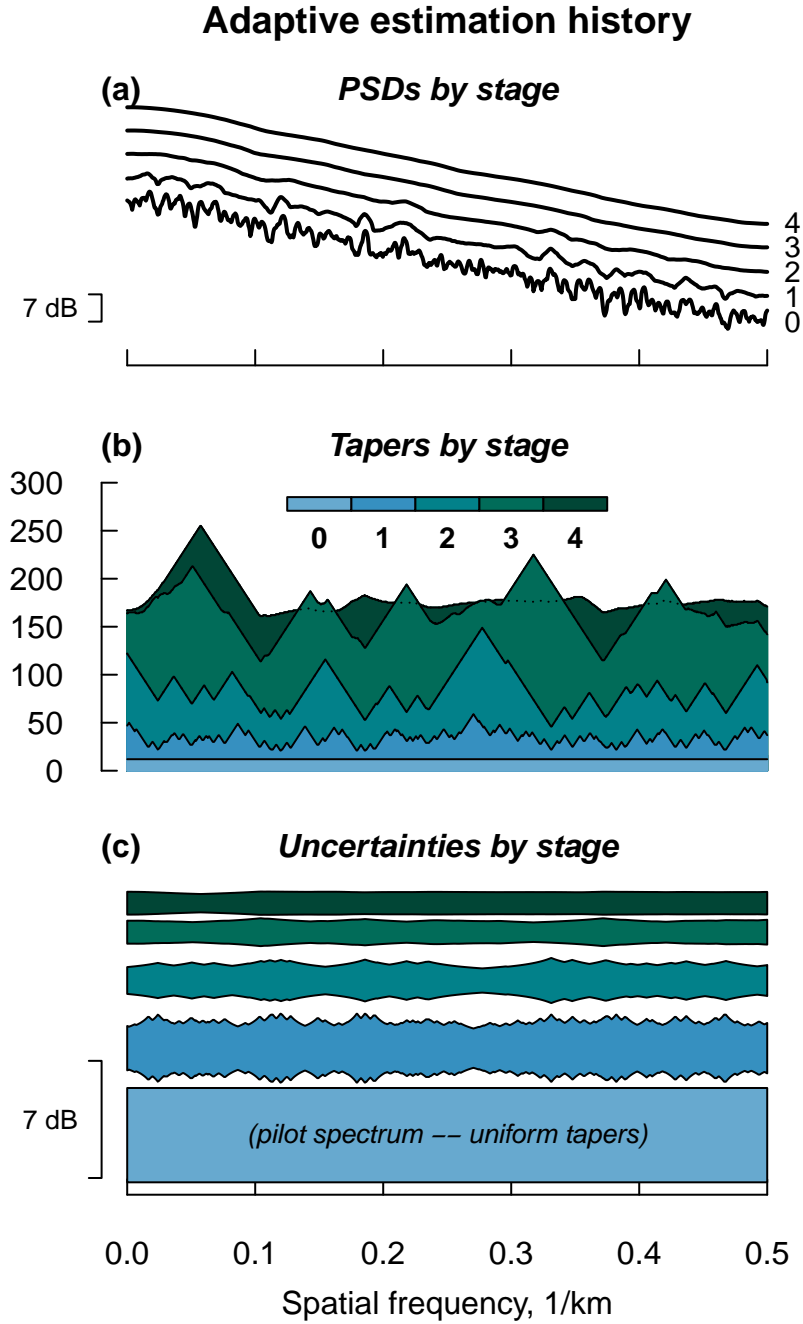 Adaptive estimation history
(a) PSDs by stage
4
3
2
1
0
7 dB
(b) Tapers by stage
300
250
200
150
100
50
0
0 1 2 3 4
(c) Uncertainties by stage
7 dB
(pilot spectrum −− uniform tapers)
0.0 0.1 0.2 0.3 0.4 0.5
Spatial frequency, 1/km